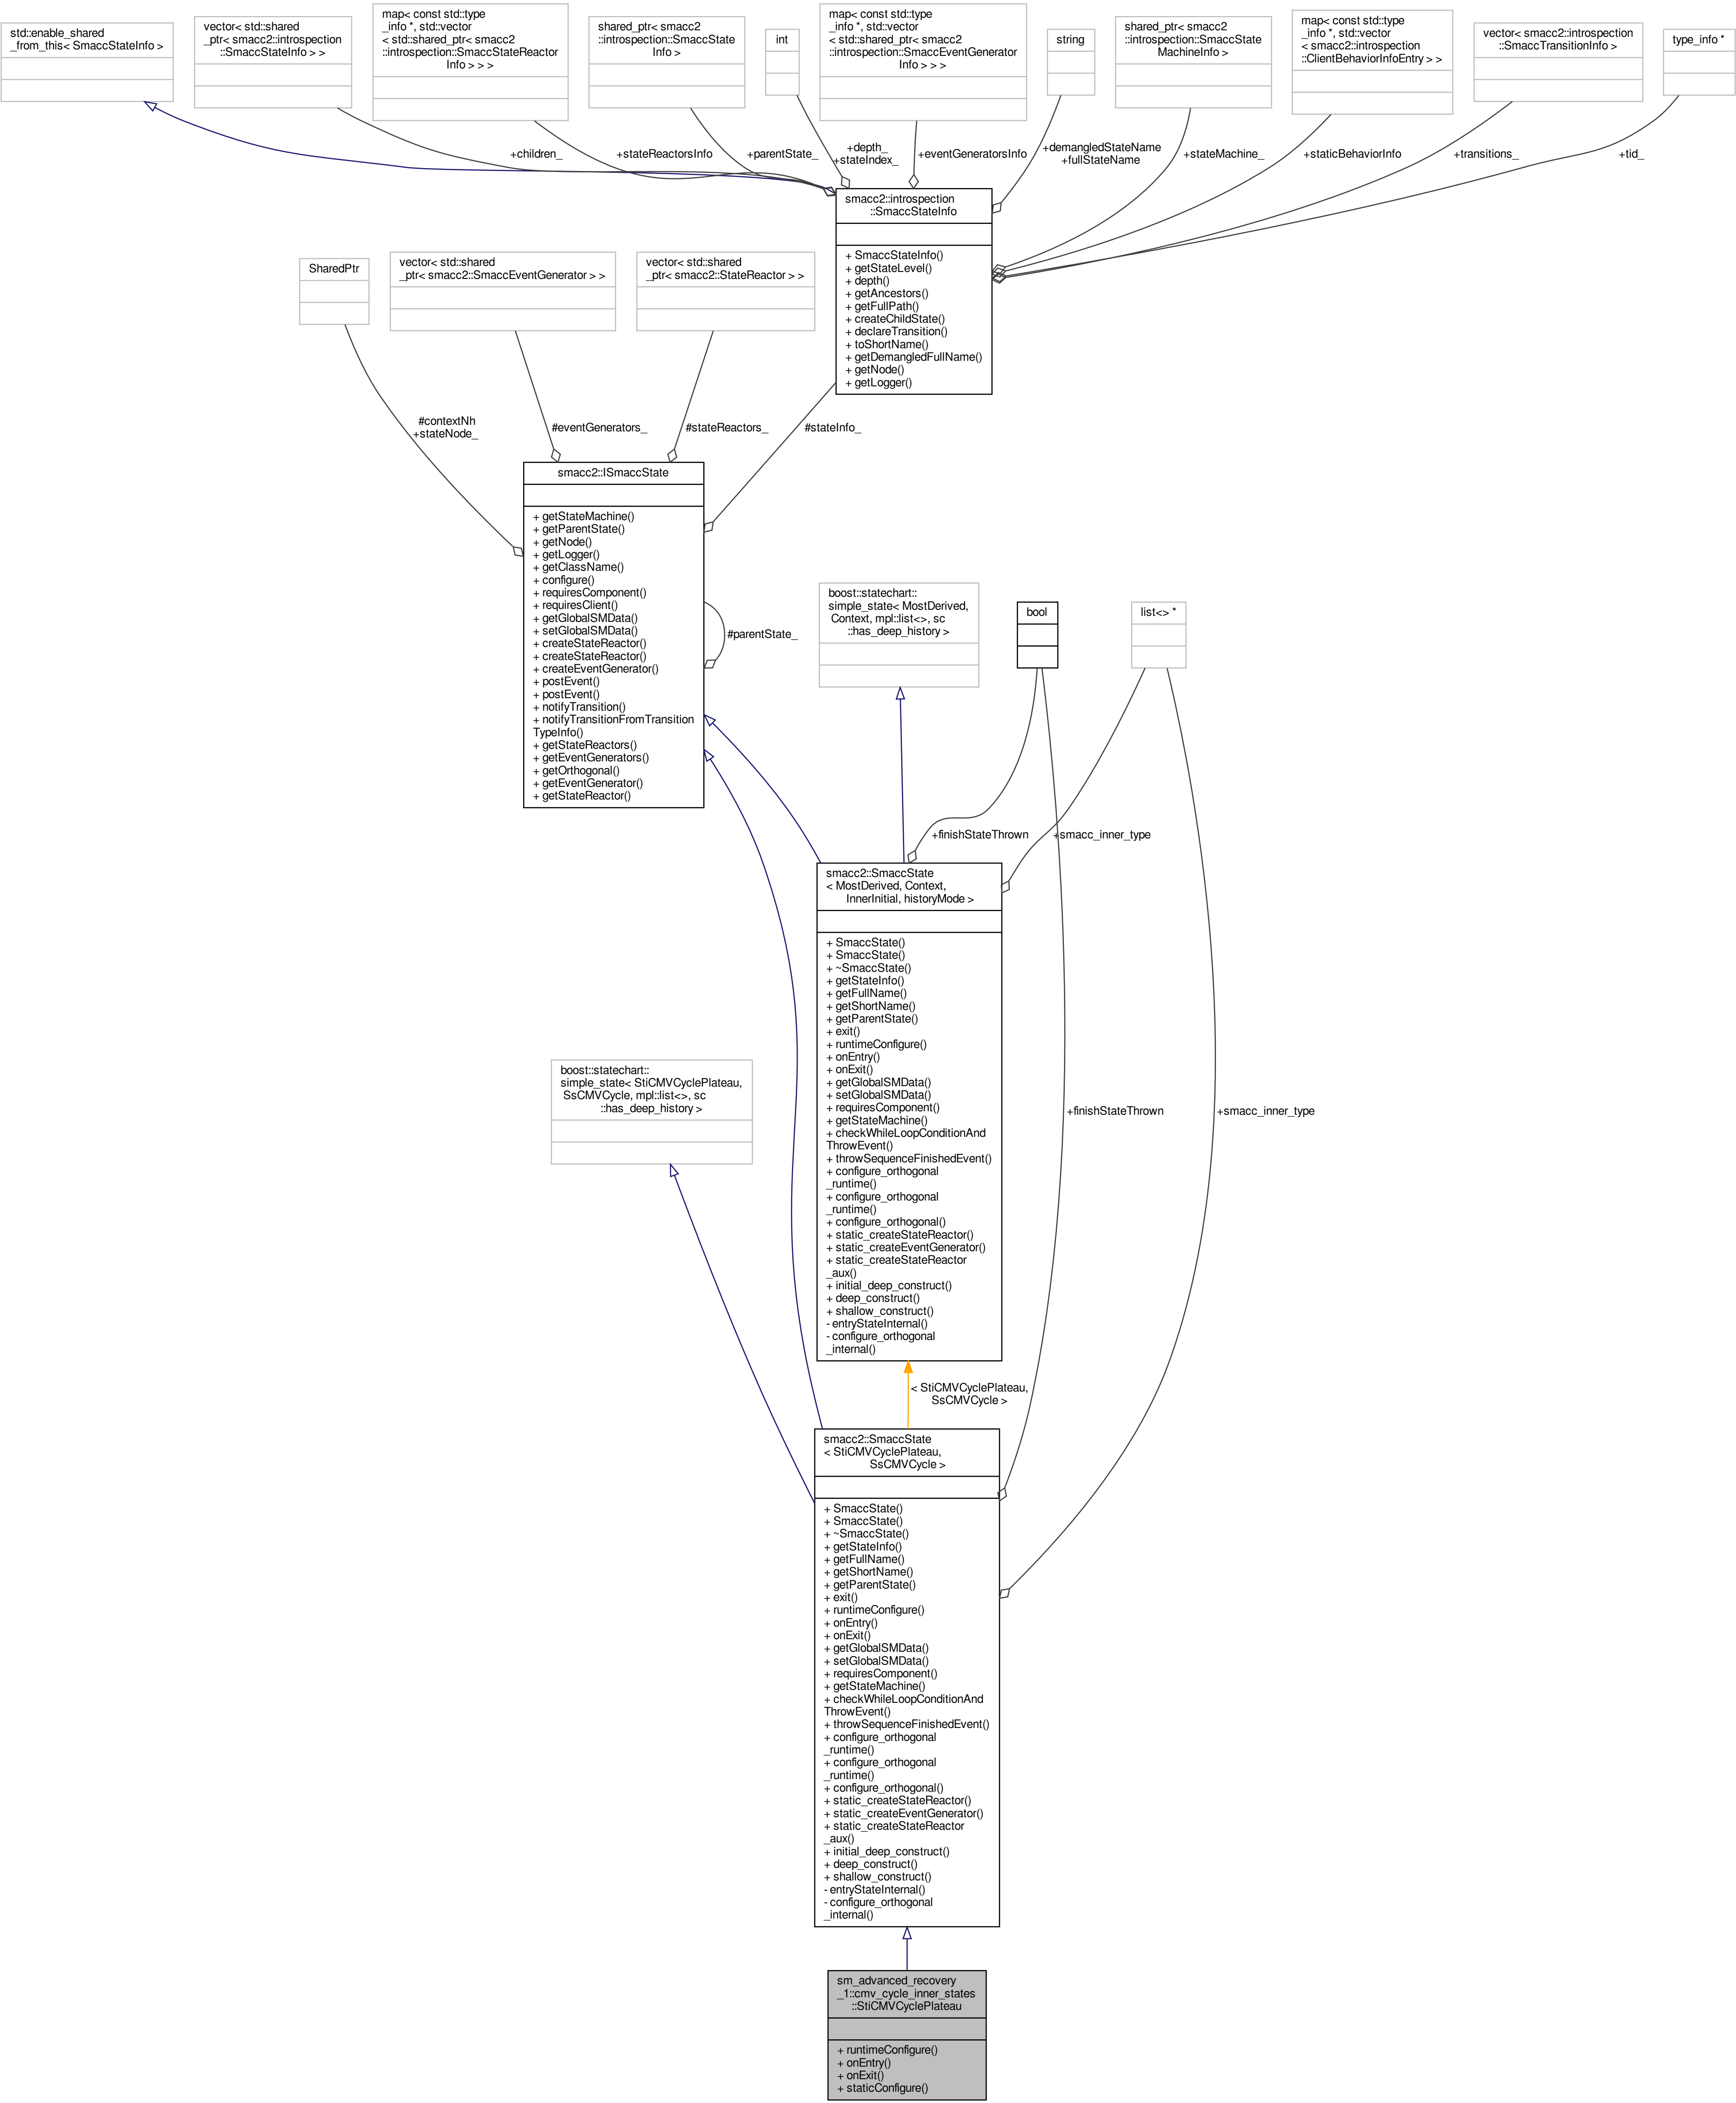 std::enable_shared
_from_this< SmaccStateInfo >
vector< std::shared
_ptr< smacc2::introspection
::SmaccStateInfo > >
map< const std::type
_info *, std::vector
< std::shared_ptr< smacc2
::introspection::SmaccStateReactor
Info > > >
shared_ptr< smacc2
::introspection::SmaccState
Info >
int
map< const std::type
_info *, std::vector
< std::shared_ptr< smacc2
::introspection::SmaccEventGenerator
Info > > >
string
shared_ptr< smacc2
::introspection::SmaccState
MachineInfo >
map< const std::type
_info *, std::vector
< smacc2::introspection
::ClientBehaviorInfoEntry > >
vector< smacc2::introspection
::SmaccTransitionInfo >
type_info *
+children_
+stateReactorsInfo
+parentState_
+depth_
+stateIndex_
+eventGeneratorsInfo
+demangledStateName
+fullStateName
+stateMachine_
+staticBehaviorInfo
+transitions_
+tid_
smacc2::introspection
::SmaccStateInfo
+ SmaccStateInfo()
+ getStateLevel()
+ depth()
+ getAncestors()
+ getFullPath()
+ createChildState()
+ declareTransition()
+ toShortName()
+ getDemangledFullName()
+ getNode()
+ getLogger()
SharedPtr
vector< std::shared
_ptr< smacc2::SmaccEventGenerator > >
vector< std::shared
_ptr< smacc2::StateReactor > >
#contextNh
+stateNode_
#eventGenerators_
#stateReactors_
#stateInfo_
smacc2::ISmaccState
+ getStateMachine()
+ getParentState()
+ getNode()
+ getLogger()
+ getClassName()
+ configure()
+ requiresComponent()
+ requiresClient()
+ getGlobalSMData()
+ setGlobalSMData()
+ createStateReactor()
+ createStateReactor()
+ createEventGenerator()
+ postEvent()
+ postEvent()
+ notifyTransition()
+ notifyTransitionFromTransition
TypeInfo()
+ getStateReactors()
+ getEventGenerators()
+ getOrthogonal()
+ getEventGenerator()
+ getStateReactor()
#parentState_
boost::statechart::
simple_state< MostDerived,
Context, mpl::list<>, sc
::has_deep_history >
bool
list<> *
+finishStateThrown
+smacc_inner_type
smacc2::SmaccState
< MostDerived, Context,
InnerInitial, historyMode >
+ SmaccState()
+ SmaccState()
+ ~SmaccState()
+ getStateInfo()
+ getFullName()
+ getShortName()
+ getParentState()
+ exit()
+ runtimeConfigure()
+ onEntry()
+ onExit()
+ getGlobalSMData()
+ setGlobalSMData()
+ requiresComponent()
+ getStateMachine()
+ checkWhileLoopConditionAnd
ThrowEvent()
+ throwSequenceFinishedEvent()
+ configure_orthogonal
_runtime()
+ configure_orthogonal
_runtime()
+ configure_orthogonal()
+ static_createStateReactor()
+ static_createEventGenerator()
+ static_createStateReactor
_aux()
+ initial_deep_construct()
+ deep_construct()
+ shallow_construct()
- entryStateInternal()
- configure_orthogonal
_internal()
boost::statechart::
simple_state< StiCMVCyclePlateau,
SsCMVCycle, mpl::list<>, sc
::has_deep_history >
+finishStateThrown
+smacc_inner_type
< StiCMVCyclePlateau,
SsCMVCycle >
smacc2::SmaccState
< StiCMVCyclePlateau,
SsCMVCycle >
+ SmaccState()
+ SmaccState()
+ ~SmaccState()
+ getStateInfo()
+ getFullName()
+ getShortName()
+ getParentState()
+ exit()
+ runtimeConfigure()
+ onEntry()
+ onExit()
+ getGlobalSMData()
+ setGlobalSMData()
+ requiresComponent()
+ getStateMachine()
+ checkWhileLoopConditionAnd
ThrowEvent()
+ throwSequenceFinishedEvent()
+ configure_orthogonal
_runtime()
+ configure_orthogonal
_runtime()
+ configure_orthogonal()
+ static_createStateReactor()
+ static_createEventGenerator()
+ static_createStateReactor
_aux()
+ initial_deep_construct()
+ deep_construct()
+ shallow_construct()
- entryStateInternal()
- configure_orthogonal
_internal()
sm_advanced_recovery
_1::cmv_cycle_inner_states
::StiCMVCyclePlateau
+ runtimeConfigure()
+ onEntry()
+ onExit()
+ staticConfigure()